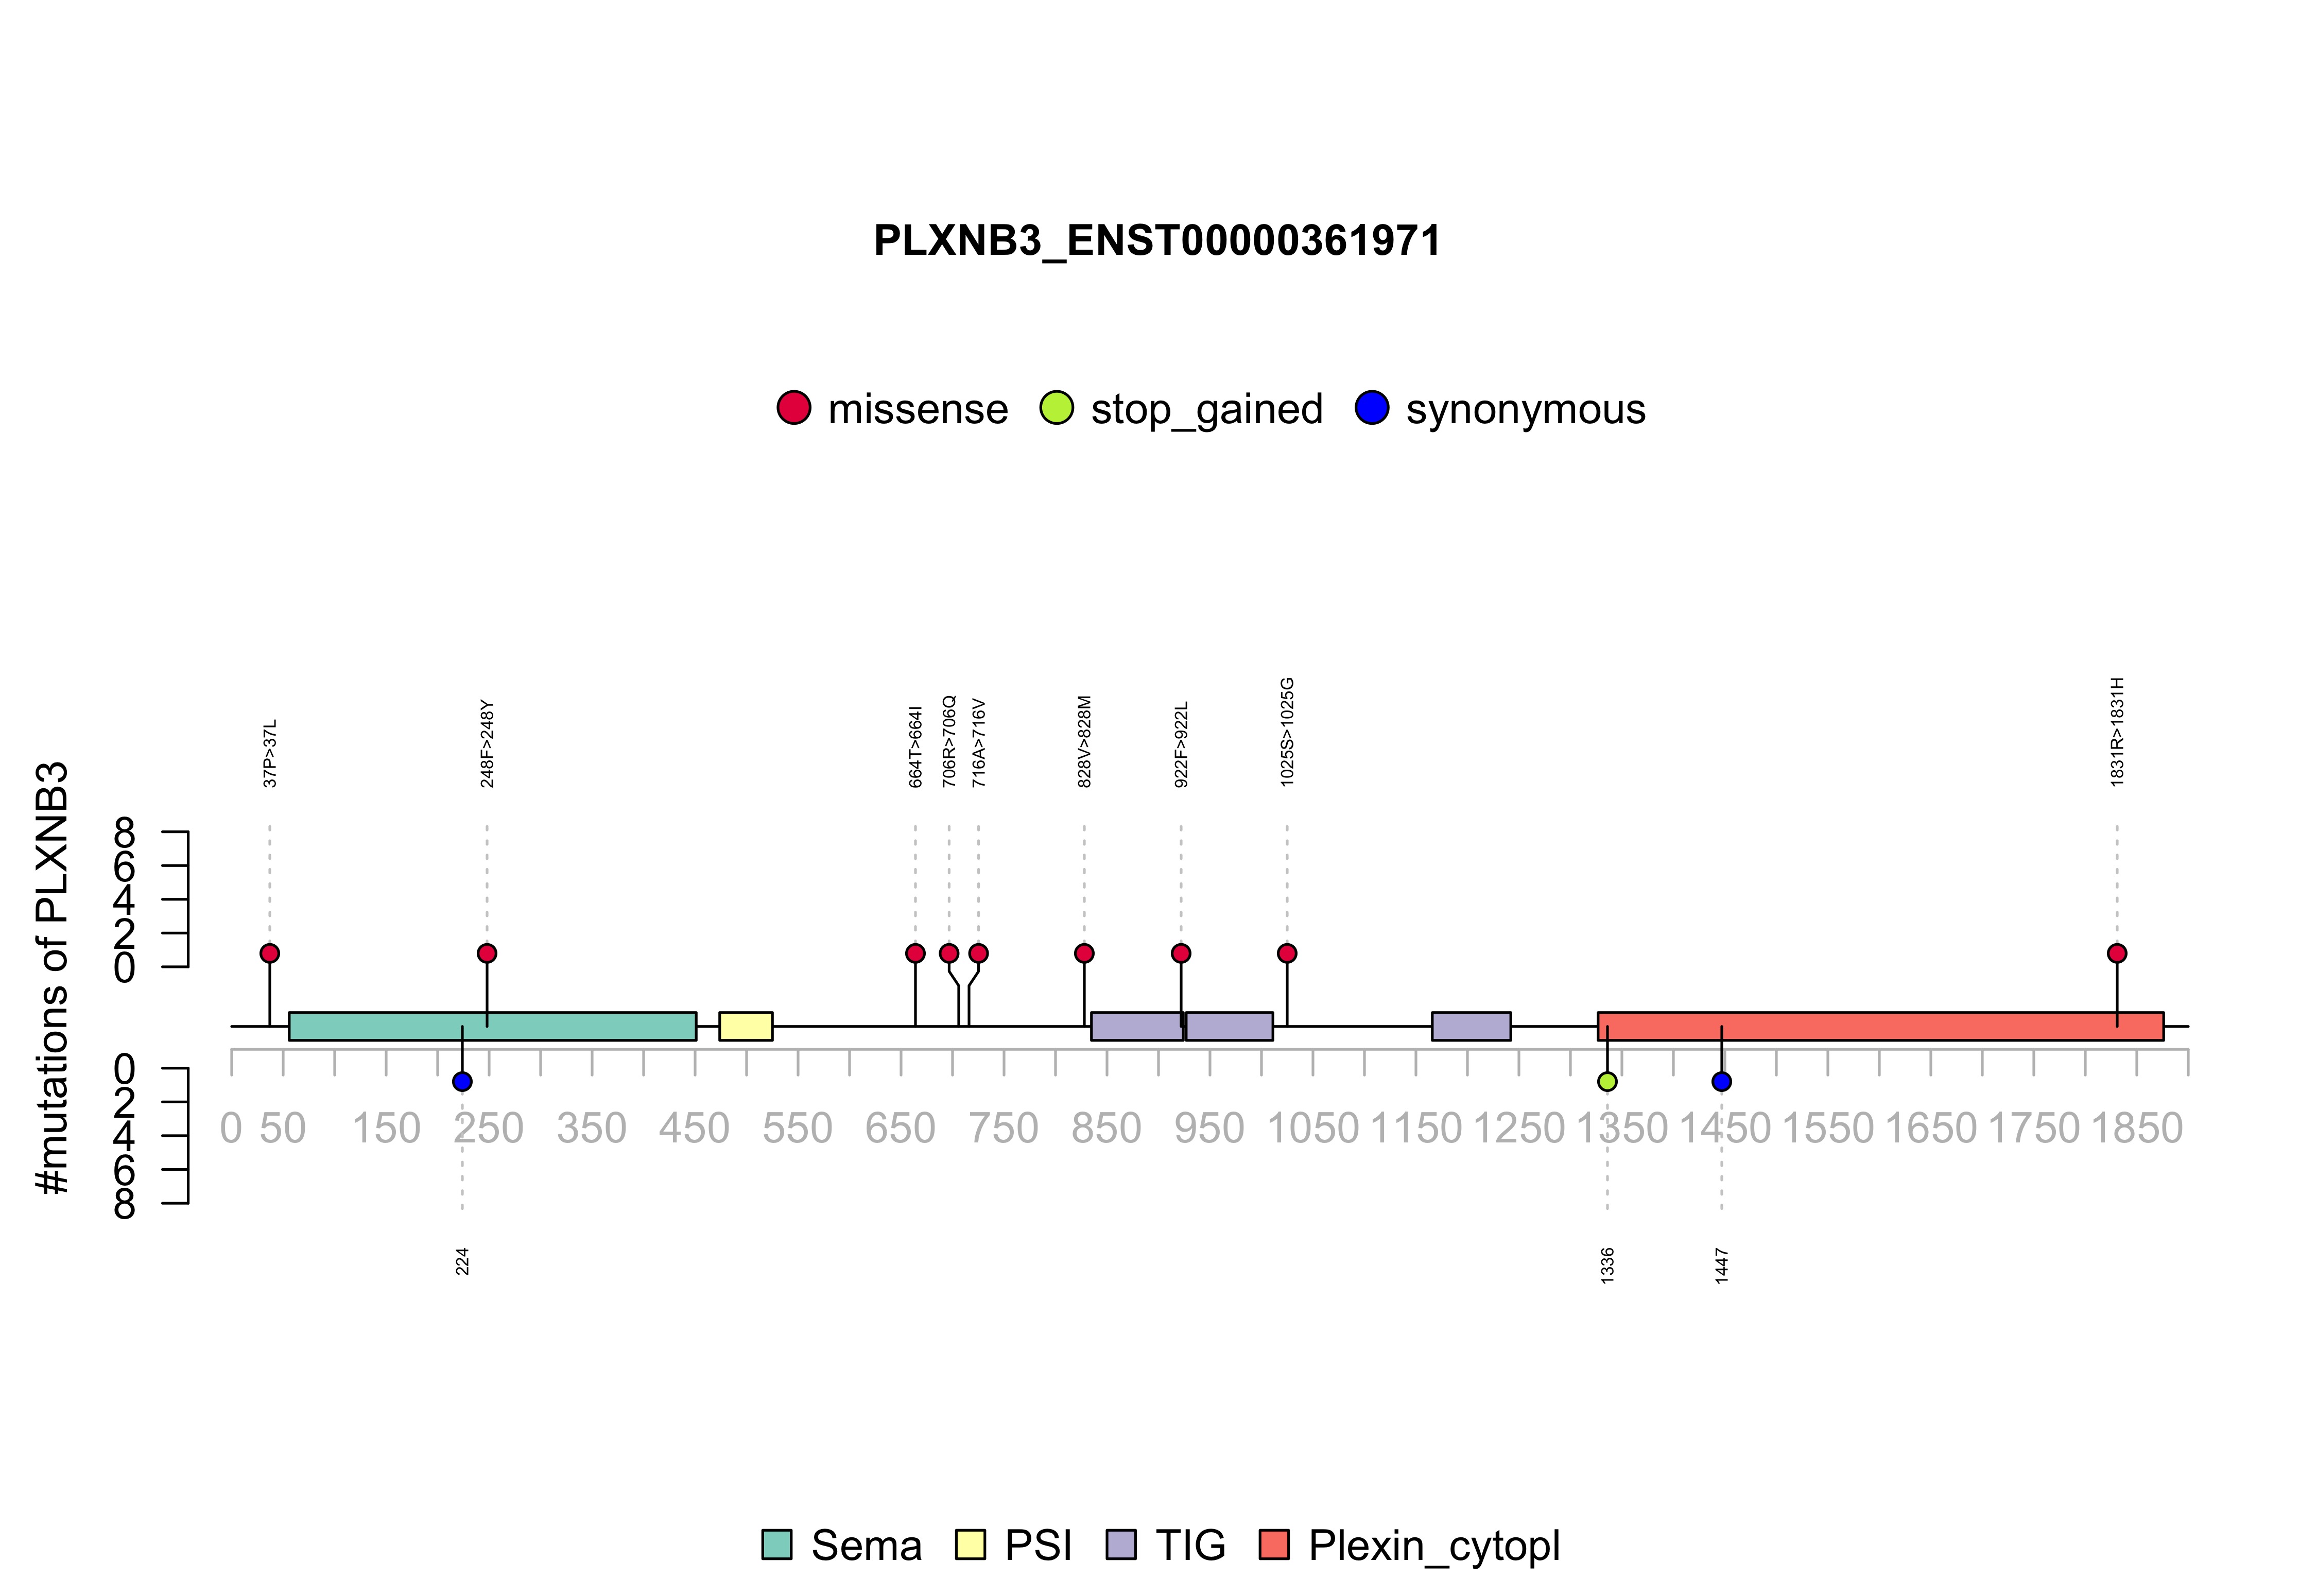 PLXNB3_ENST00000361971
missense stop_gained synonymous
37P>37L 248F>248Y 664T>664I 706R>706Q 716A>716V 828V>828M 922F>922L 1025S>1025G 1831R>1831H
#mutations of PLXNB3
8
6
4
2
0
0
2
4
6
8
0 50 150 250 350 450 550 650 750 850 950 1050 1150 1250 1350 1450 1550 1650 1750 1850
224 1336 1447
Sema PSI TIG Plexin_cytopl